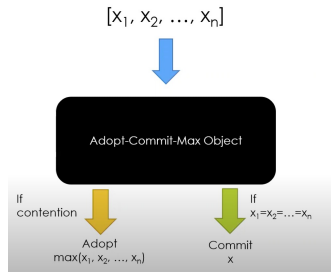 [x₁, x₂, …, xₙ]
Adopt-Commit-Max Object
If
contention
If
x₁=x₂=…=xₙ
Adopt
max(x₁, x₂, …, xₙ)
Commit
x